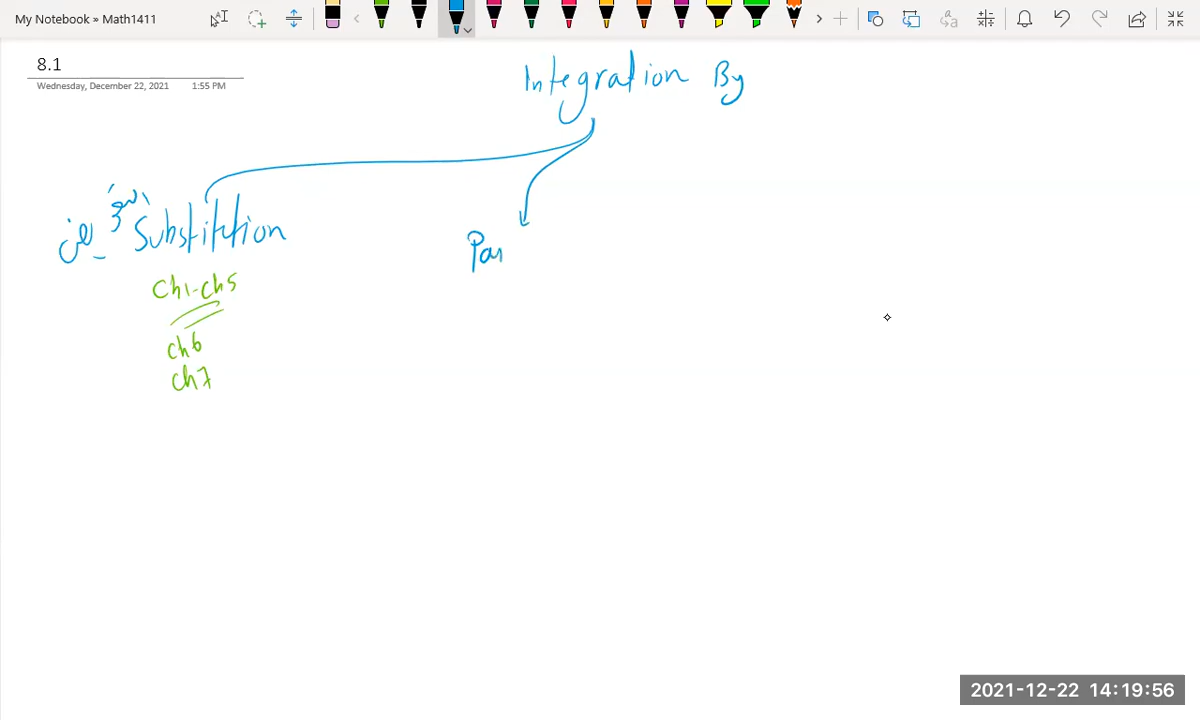 My Notebook » Math1411
8.1
Wednesday, December 22, 2021 1:55 PM
Integration By
Substitution
Par
ch1-ch5
ch6
ch7
2021-12-22 14:19:56